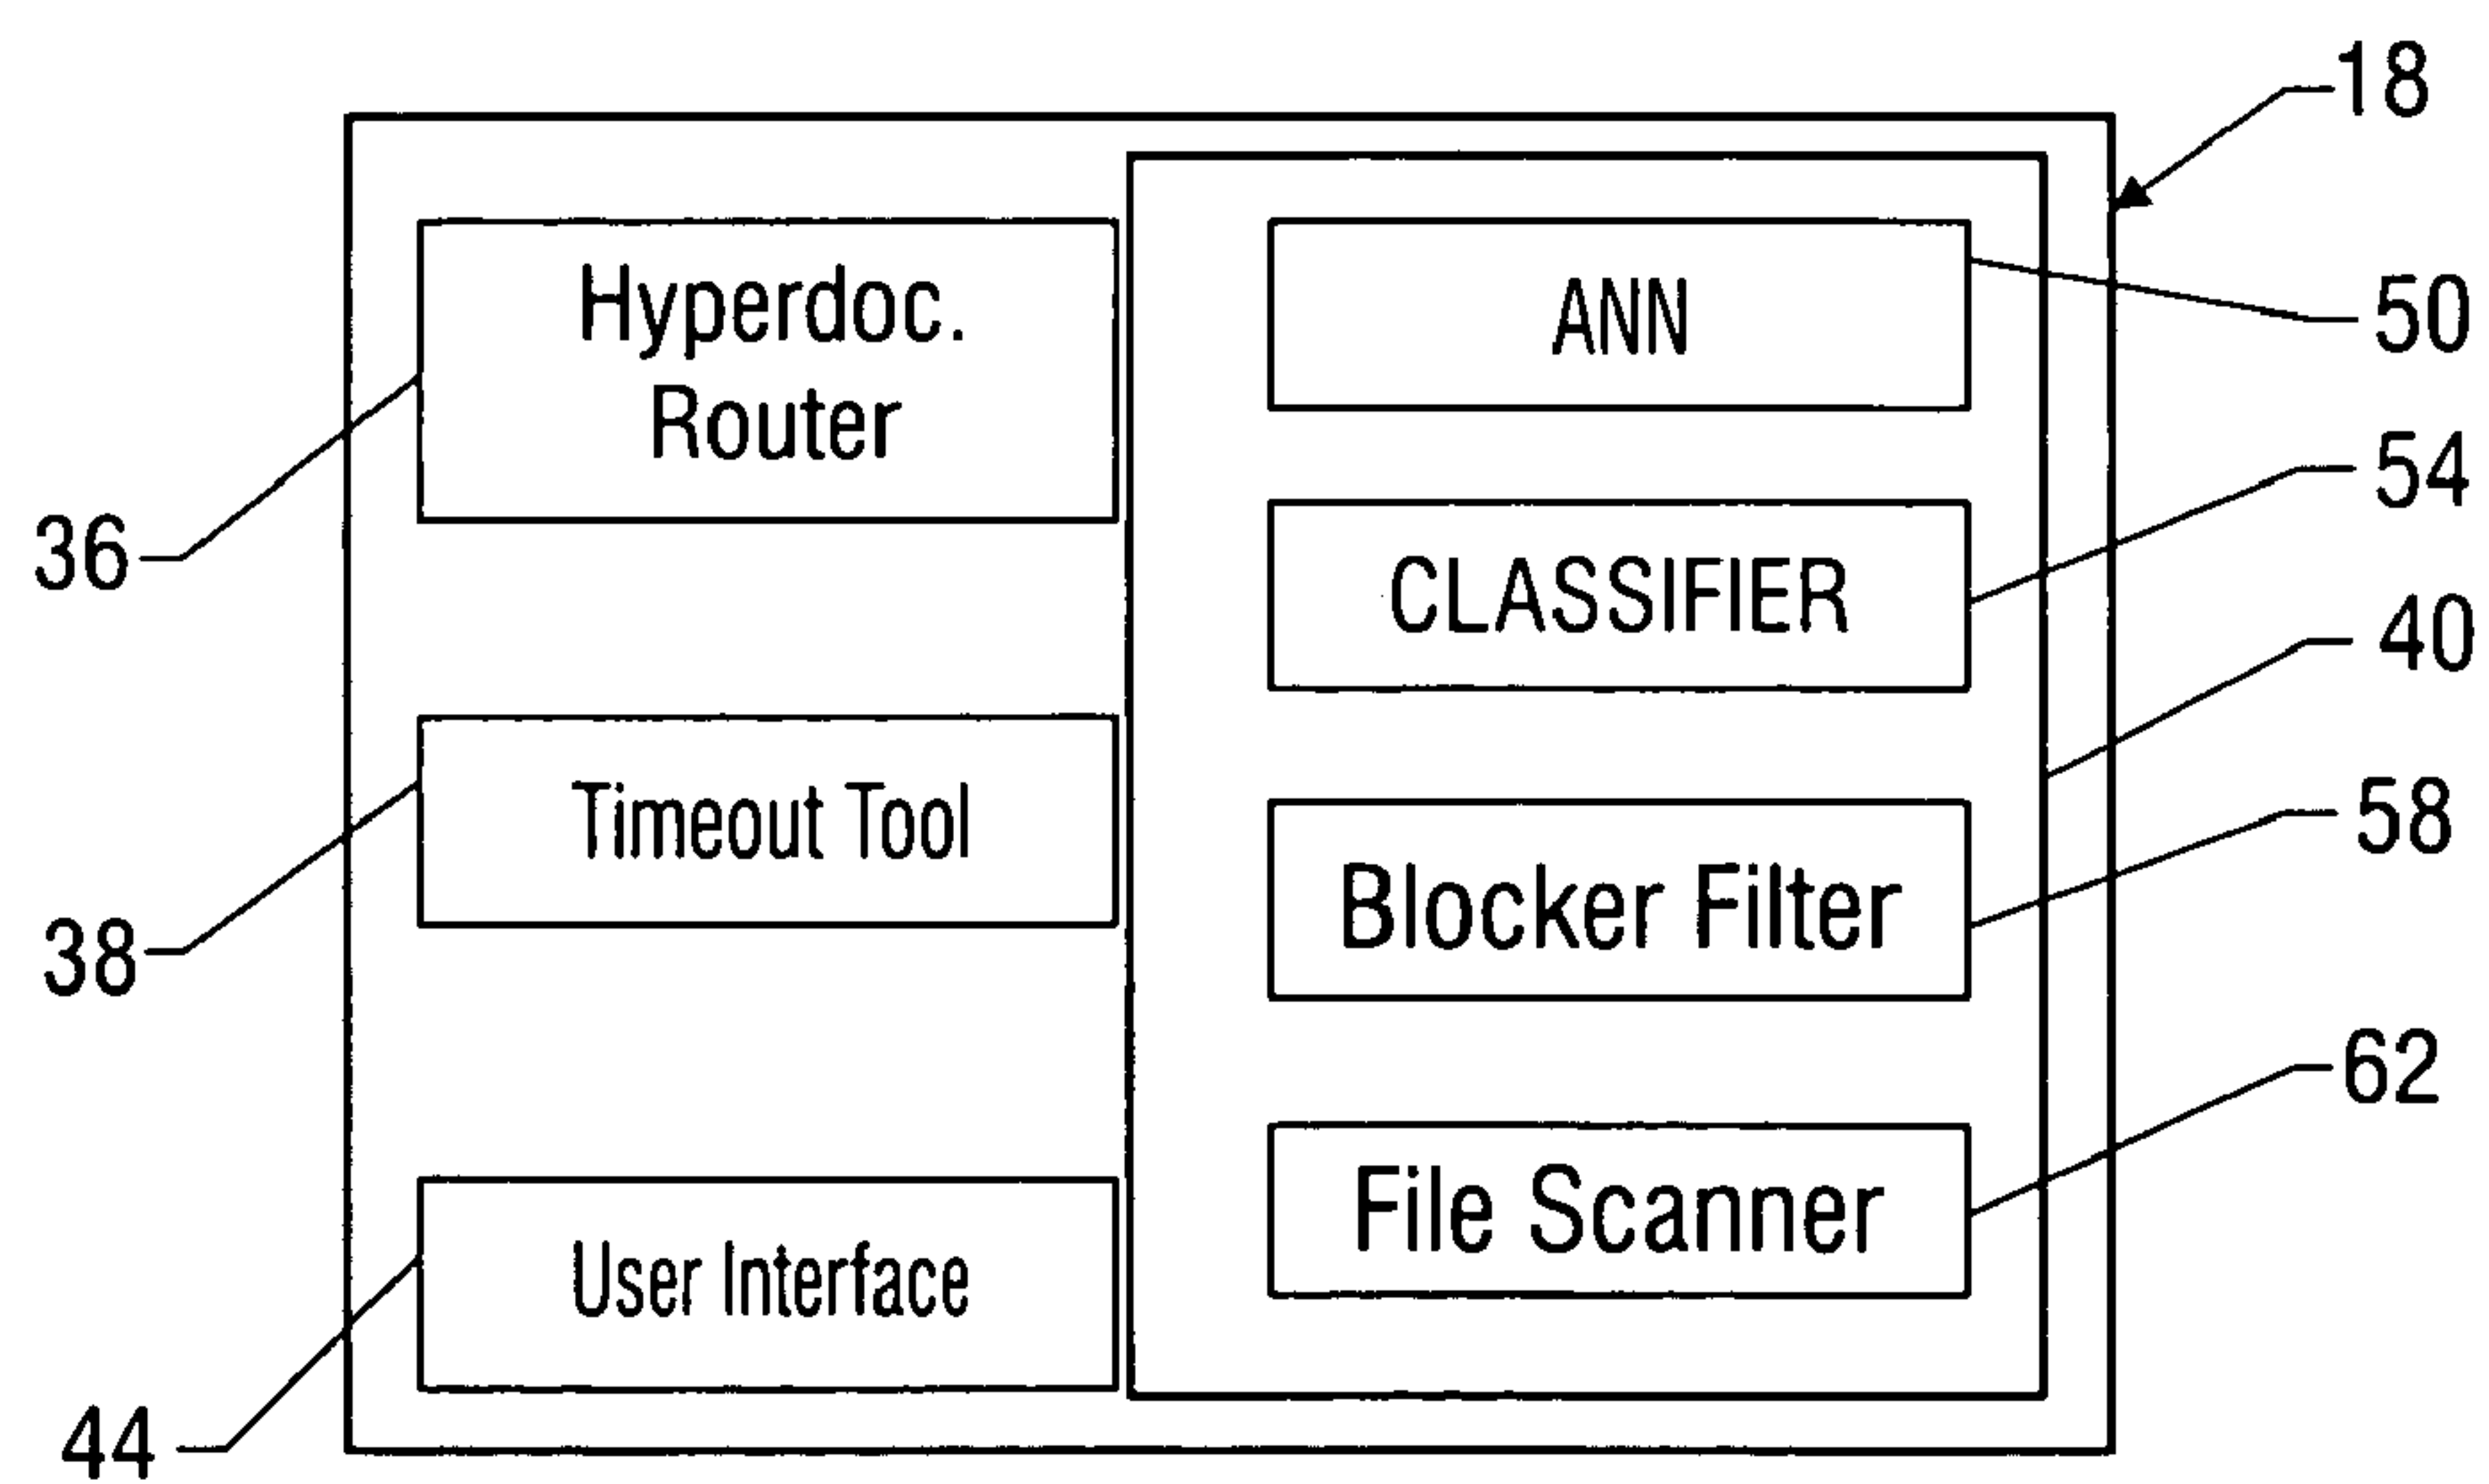 18
Hyperdoc.
Router
ANN
50
54
36
CLASSIFIER
40
Timeout Tool
58
Blocker Filter
38
62
File Scanner
User Interface
44